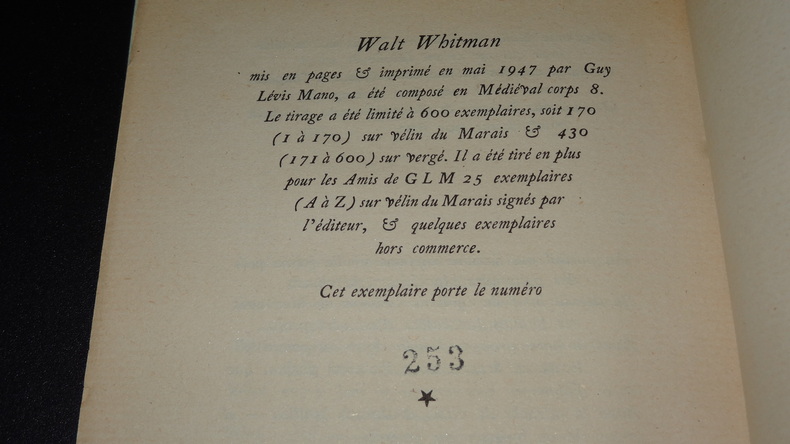 Walt Whitman
mis en pages & imprimé en mai 1947 par Guy
Lévis Mano, a été composé en Médiéval corps 8.
Le tirage a été limité à 600 exemplaires, soit 170
(1 à 170) sur vélin du Marais & 430
(171 à 600) sur vergé. Il a été tiré en plus
pour les Amis de GLM 25 exemplaires
(A à Z) sur vélin du Marais signés par
l'éditeur, & quelques exemplaires
hors commerce.
Cet exemplaire porte le numéro
253